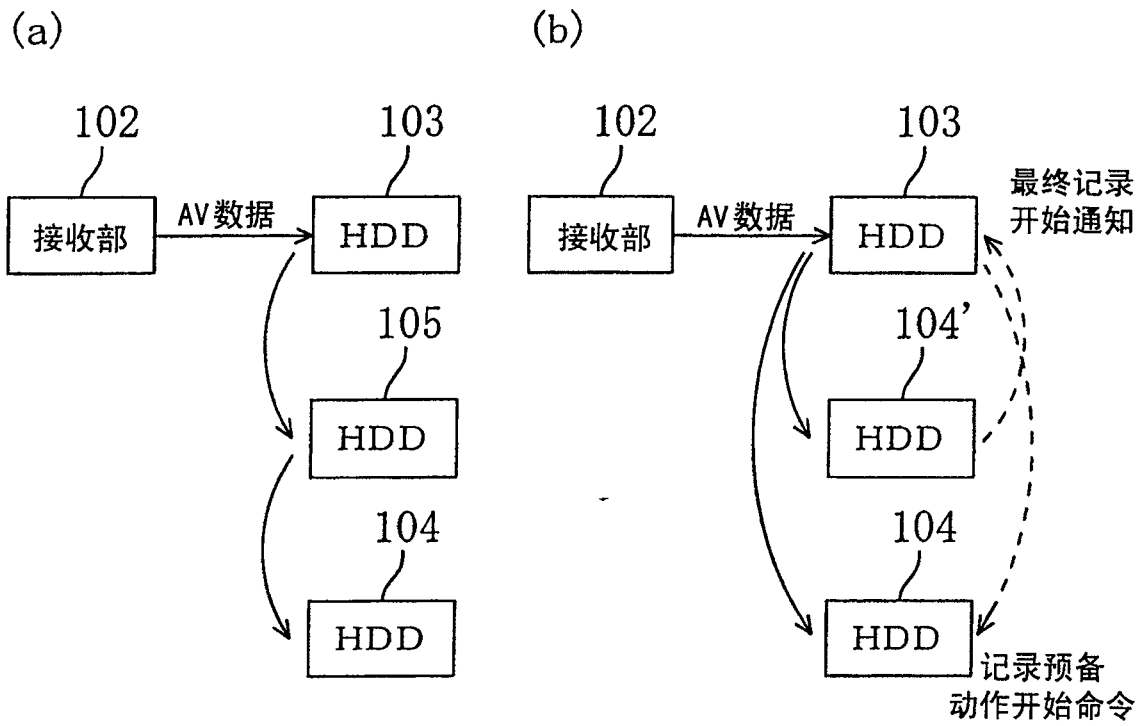 (a)
(b)
102
103
102
103
接收部
AV数据
HDD
接收部
AV数据
HDD
最终记录
开始通知
105
104'
HDD
HDD
104
104
HDD
HDD
记录预备
动作开始命令